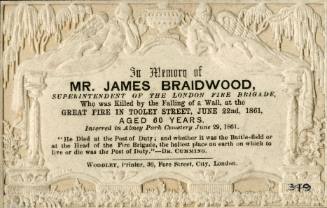 In Memory of
MR. JAMES BRAIDWOOD,
SUPERINTENDENT OF THE LONDON FIRE BRIGADE,
Who was Killed by the Falling of a Wall, at the
GREAT FIRE IN TOOLEY STREET, JUNE 22nd, 1861,
AGED 60 YEARS.
Interred in Abney Park Cemetery June 29, 1861.
"He Died at the Post of Duty; and whether it was the Battle-field or
at the Head of the Fire Brigade, the holiest place on earth on which to
live or die was the Post of Duty."—DR. CUMMING.
WOODLEY, Printer, 30, Fore Street, City, London.
379